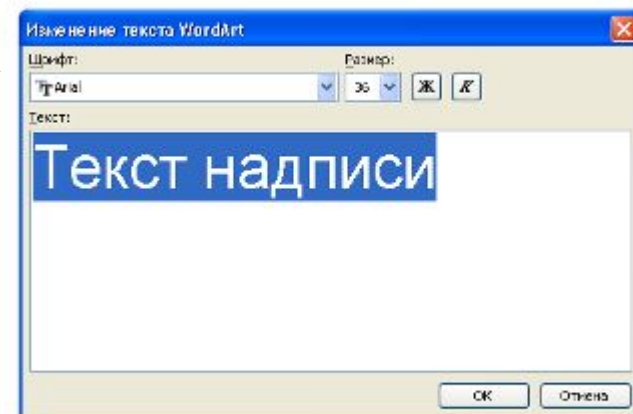 Изменение текста WordArt
Шрифт: Размер:
Arial 36 Ж К
Текст:
Текст надписи
ОК Отмена